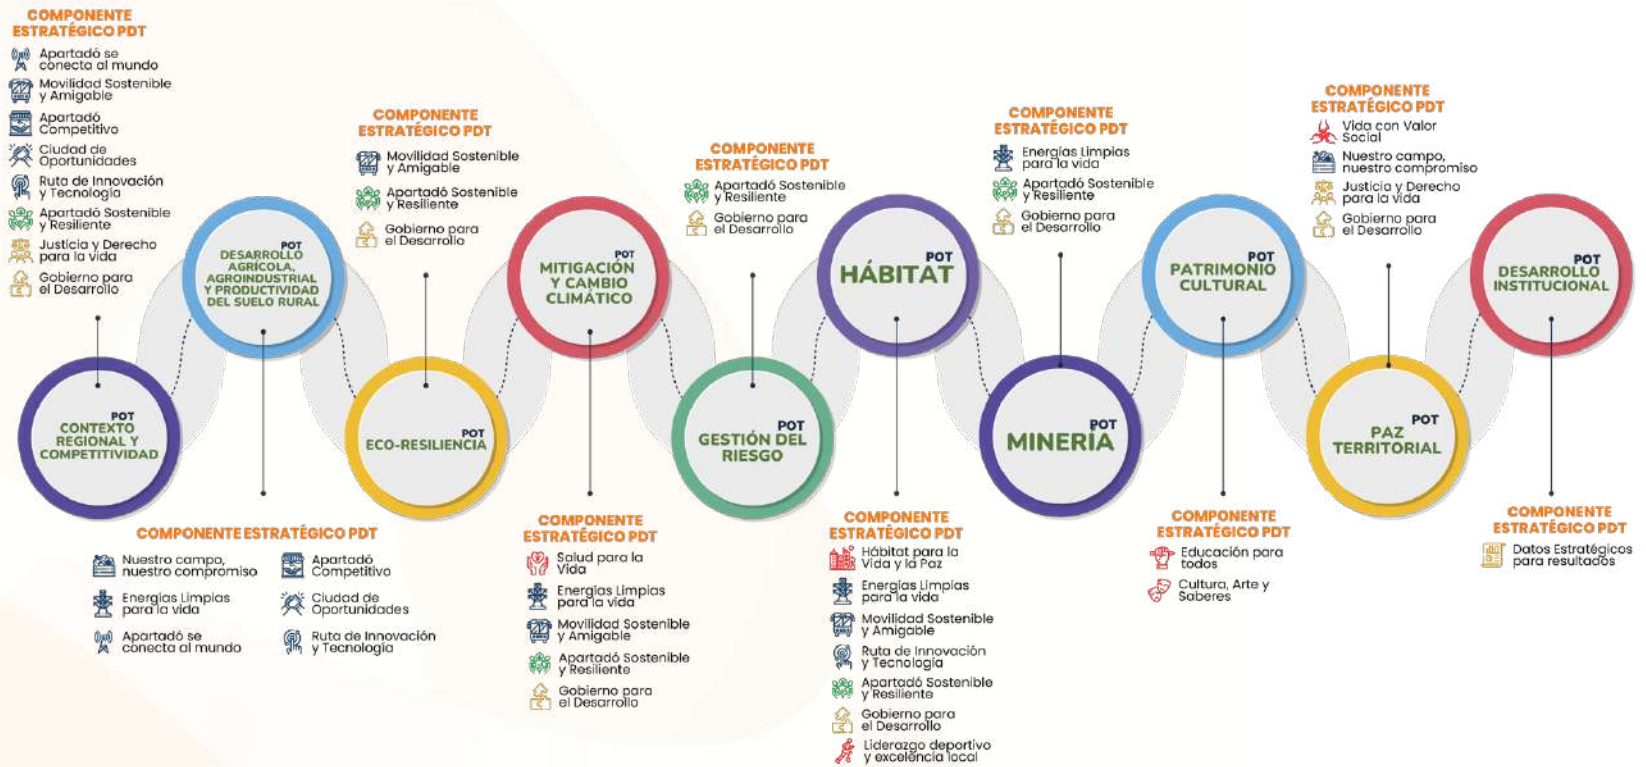 COMPONENTE
ESTRATÉGICO PDT
Apartadó se
conecta al mundo
Movilidad Sostenible
y Amigable
Apartadó
Competitivo
Ciudad de
Oportunidades
Ruta de Innovación
y Tecnología
Apartadó Sostenible
y Resiliente
Justicia y Derecho
para la vida
Gobierno para
el Desarrollo
POT
CONTEXTO
REGIONAL Y
COMPETITIVIDAD
POT
DESARROLLO
AGRÍCOLA,
AGROINDUSTRIAL
Y PRODUCTIVIDAD
DEL SUELO RURAL
COMPONENTE ESTRATÉGICO PDT
Nuestro campo,
nuestro compromiso
Energías Limpias
para la vida
Apartadó se
conecta al mundo
Apartadó
Competitivo
Ciudad de
Oportunidades
Ruta de Innovación
y Tecnología
COMPONENTE
ESTRATÉGICO PDT
Movilidad Sostenible
y Amigable
Apartadó Sostenible
y Resiliente
Gobierno para
el Desarrollo
POT
ECO-RESILIENCIA
POT
MITIGACIÓN
Y CAMBIO
CLIMÁTICO
COMPONENTE
ESTRATÉGICO PDT
Salud para la
Vida
Energías Limpias
para la vida
Movilidad Sostenible
y Amigable
Apartadó Sostenible
y Resiliente
Gobierno para
el Desarrollo
COMPONENTE
ESTRATÉGICO PDT
Apartadó Sostenible
y Resiliente
Gobierno para
el Desarrollo
POT
GESTIÓN DEL
RIESGO
POT
HÁBITAT
COMPONENTE
ESTRATÉGICO PDT
Hábitat para la
Vida y la Paz
Energías Limpias
para la vida
Movilidad Sostenible
y Amigable
Ruta de Innovación
y Tecnología
Apartadó Sostenible
y Resiliente
Gobierno para
el Desarrollo
Liderazgo deportivo
y excelencia local
COMPONENTE
ESTRATÉGICO PDT
Energías Limpias
para la vida
Apartadó Sostenible
y Resiliente
Gobierno para
el Desarrollo
POT
MINERÍA
POT
PATRIMONIO
CULTURAL
COMPONENTE
ESTRATÉGICO PDT
Educación para
todos
Cultura, Arte y
Saberes
COMPONENTE
ESTRATÉGICO PDT
Vida con Valor
Social
Nuestro campo,
nuestro compromiso
Justicia y Derecho
para la vida
Gobierno para
el Desarrollo
POT
PAZ
TERRITORIAL
POT
DESARROLLO
INSTITUCIONAL
COMPONENTE
ESTRATÉGICO PDT
Datos Estratégicos
para resultados